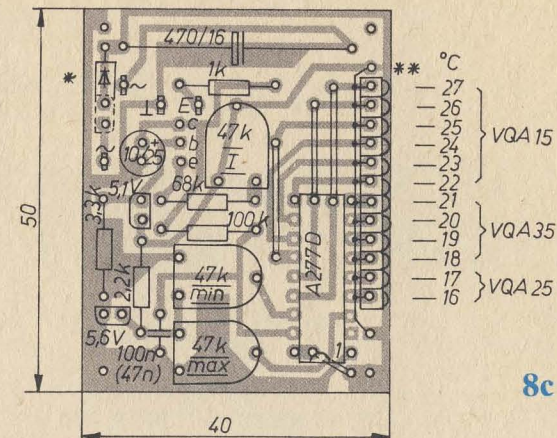 470/16
*
1k
**
°C
~
⊥
E
c
b
e
+
10/25
47k
I
27
26
25
24
23
22
21
20
19
18
17
16
VQA 15
VQA 35
VQA 25
50
~
5,1V
68k
3,3k
100k
2,2k
A277D
47k
min
47k
max
5,6V
100n
(47n)
1
40
8c